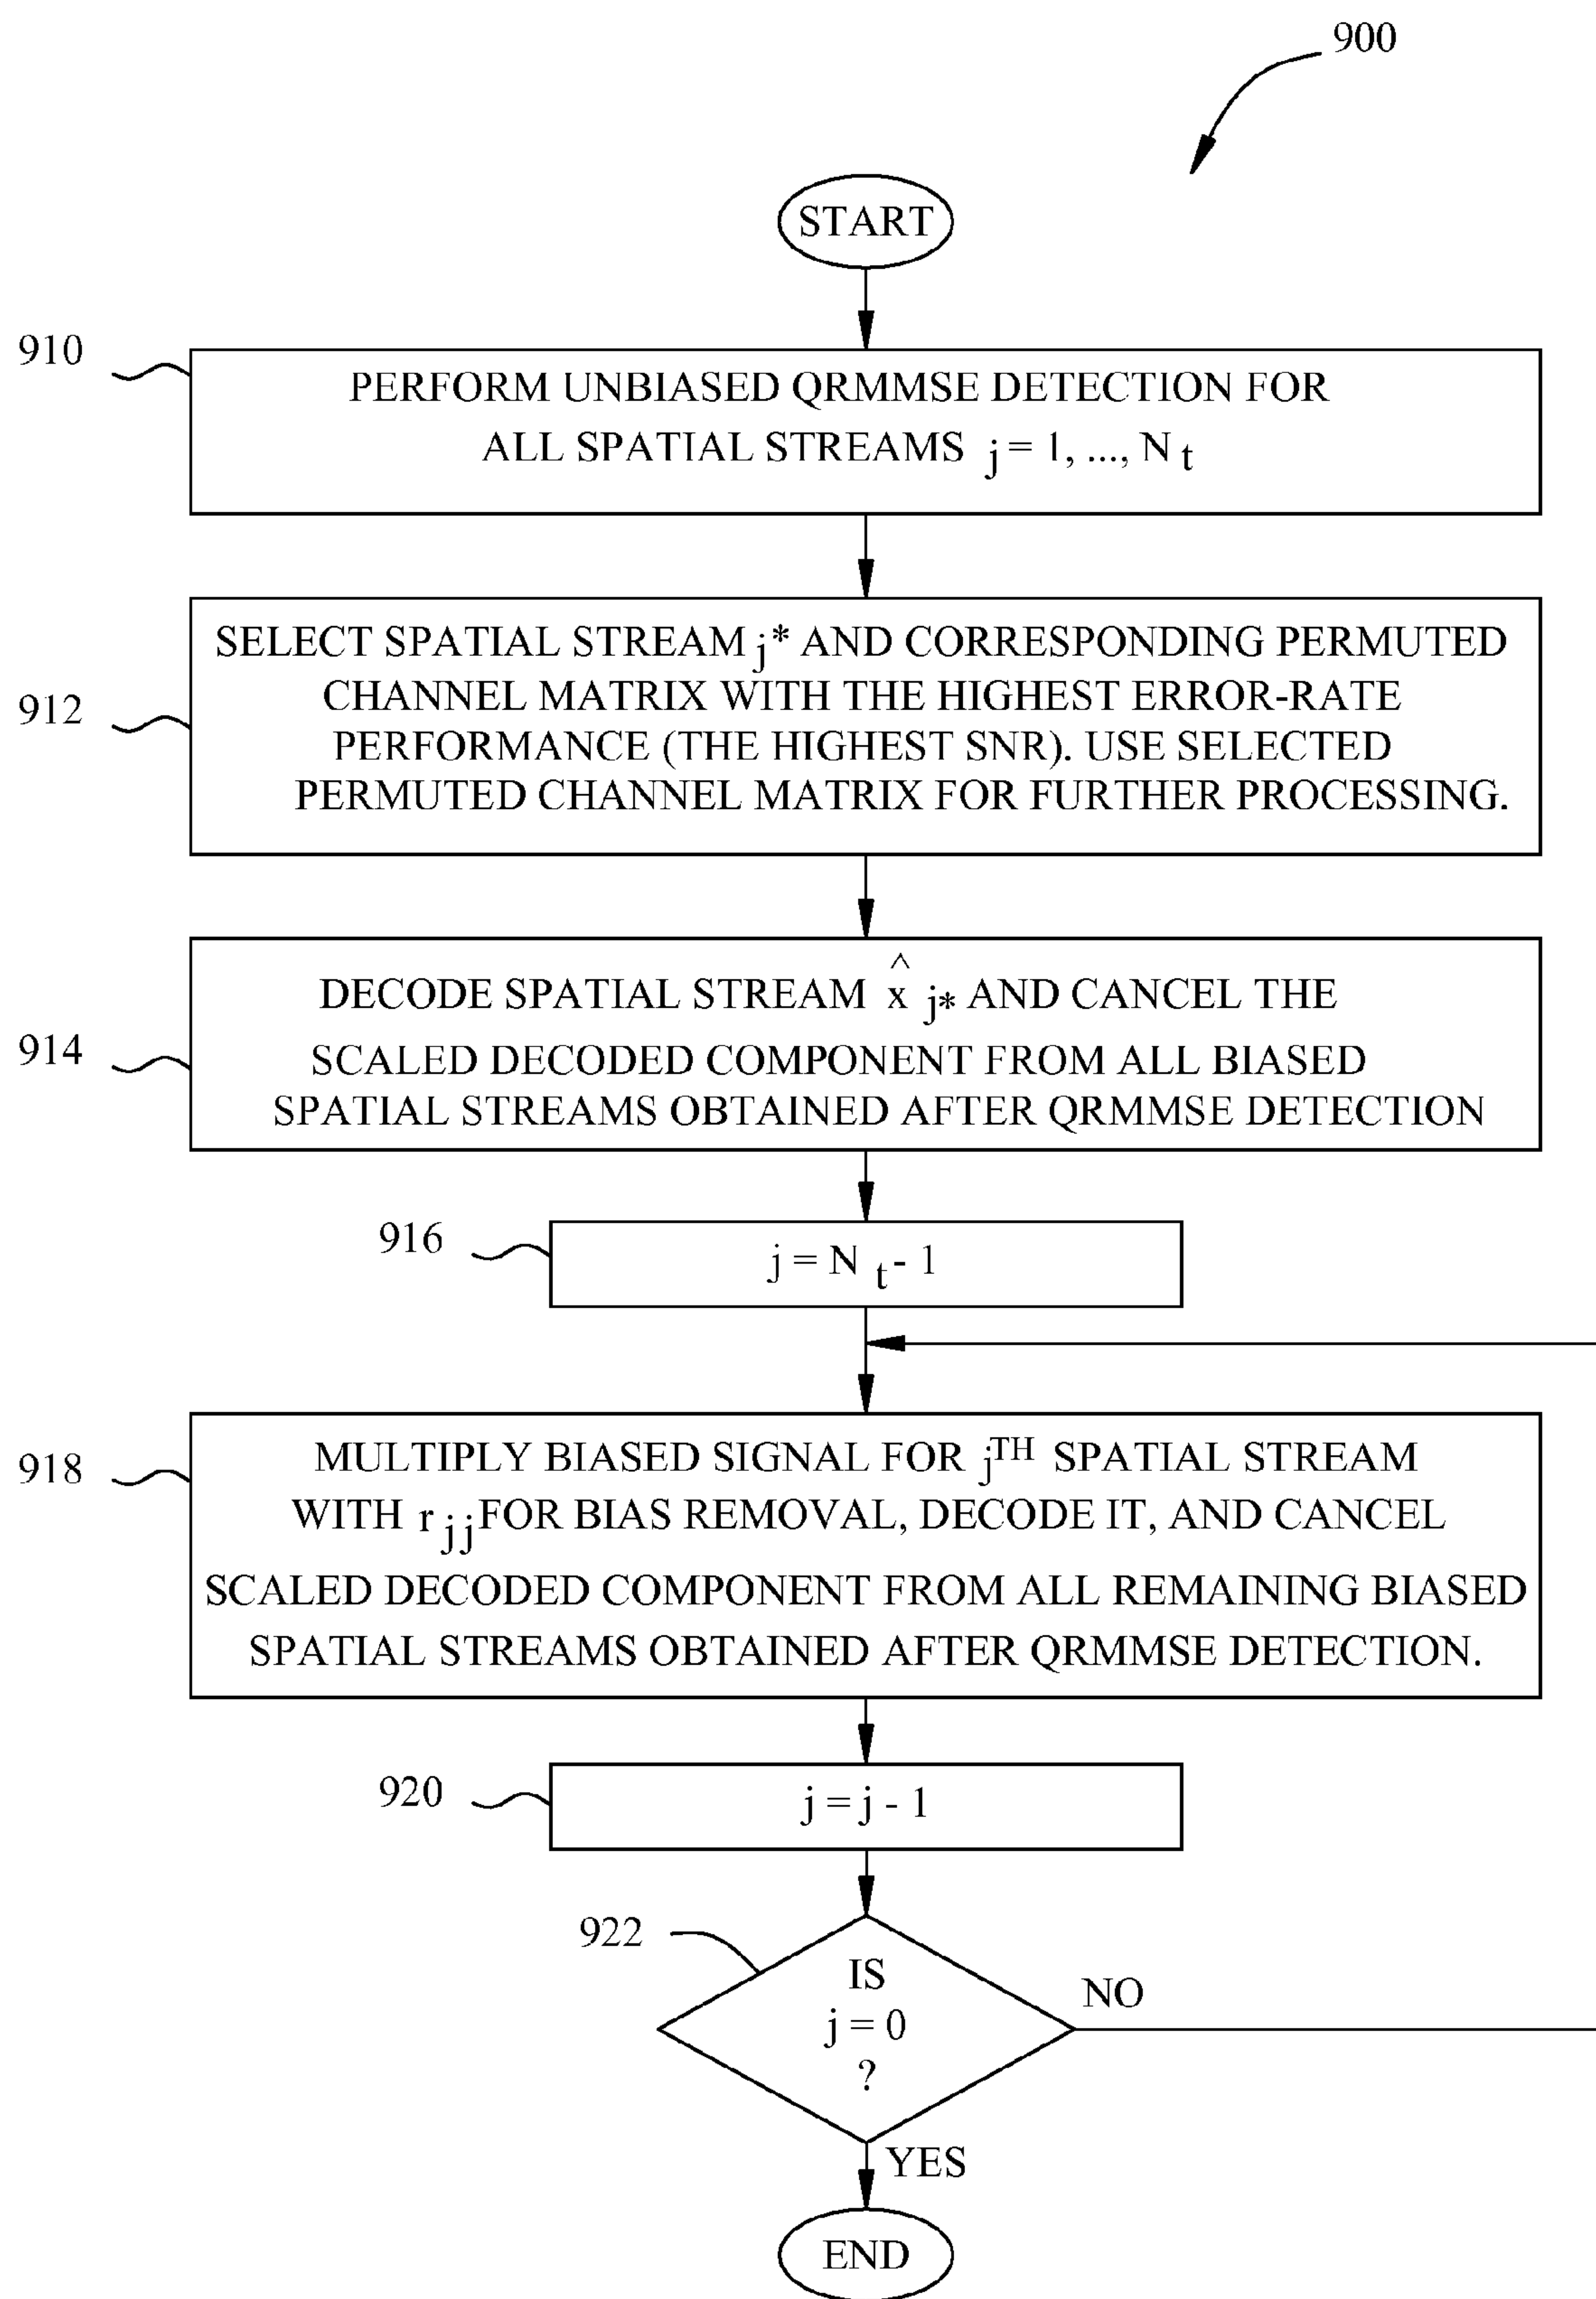 900
START
910
PERFORM UNBIASED QRMMSE DETECTION FOR
ALL SPATIAL STREAMS j = 1, ..., N t
912
SELECT SPATIAL STREAM j* AND CORRESPONDING PERMUTED
CHANNEL MATRIX WITH THE HIGHEST ERROR-RATE
PERFORMANCE (THE HIGHEST SNR). USE SELECTED
PERMUTED CHANNEL MATRIX FOR FURTHER PROCESSING.
914
DECODE SPATIAL STREAM x̂ j* AND CANCEL THE
SCALED DECODED COMPONENT FROM ALL BIASED
SPATIAL STREAMS OBTAINED AFTER QRMMSE DETECTION
916
j = N t - 1
918
MULTIPLY BIASED SIGNAL FOR jTH SPATIAL STREAM
WITH r jj FOR BIAS REMOVAL, DECODE IT, AND CANCEL
SCALED DECODED COMPONENT FROM ALL REMAINING BIASED
SPATIAL STREAMS OBTAINED AFTER QRMMSE DETECTION.
920
j = j - 1
922
IS
j = 0
?
NO
YES
END